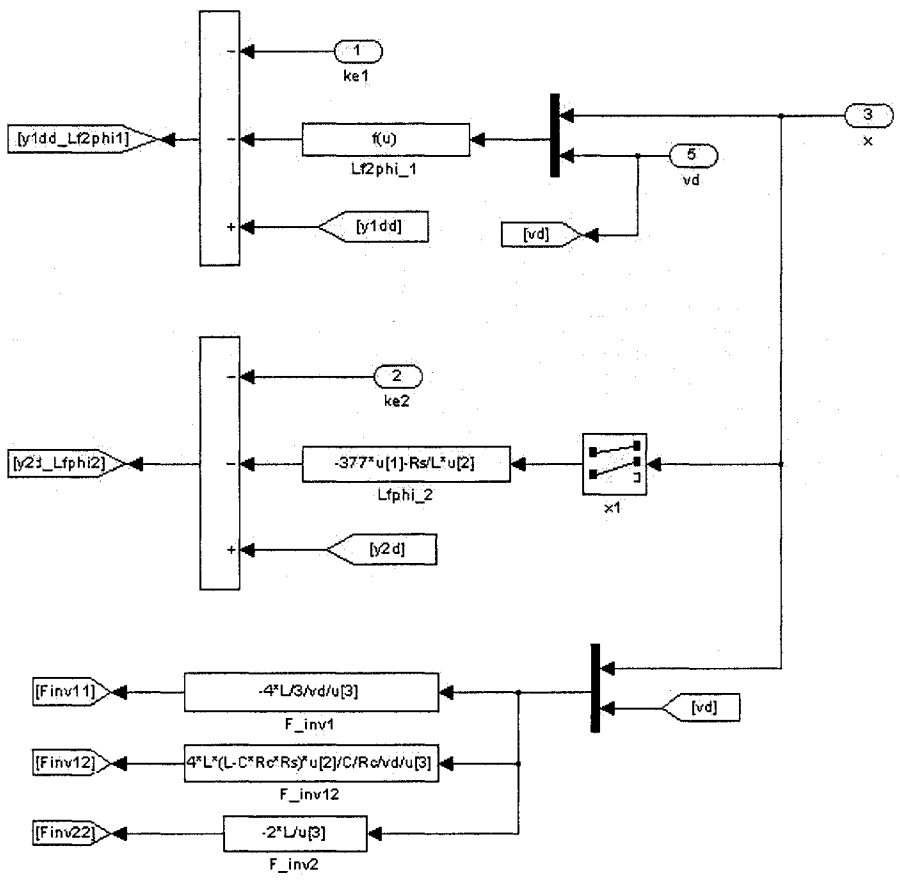 − 1
ke1
[y1dd_Lf2phi1] − f(u) 3
Lf2phi_1 x
5
vd
+ [y1dd] [vd]
− 2
ke2
[y2d_Lfphi2] − -377*u[1]-Rs/L*u[2]
Lfphi_2 x1
+ [y2d]
[Finv11] -4*L/3/vd/u[3] [vd]
F_inv1
[Finv12] 4*L*(L-C*Rc*Rs)*u[2]/C/Rc/vd/u[3]
F_inv12
[Finv22] -2*L/u[3]
F_inv2